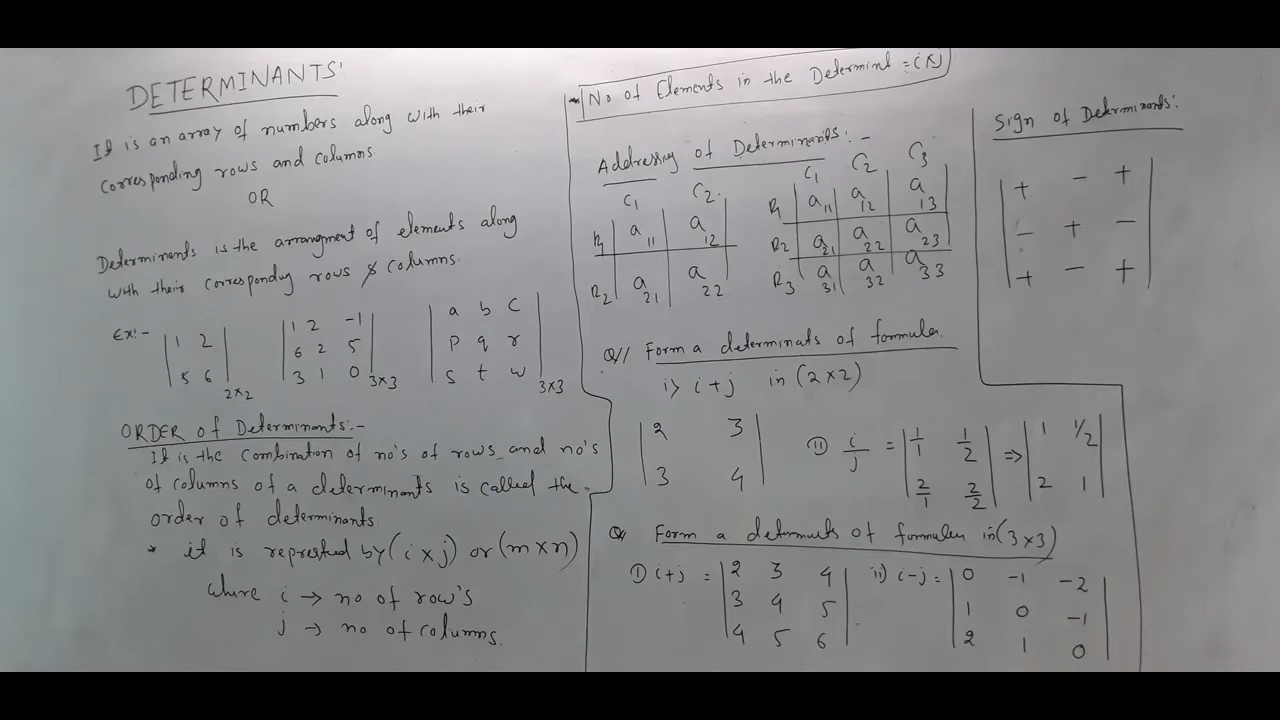 DETERMINANTS:
It is an array of numbers along with their
corresponding rows and columns.
OR
Determinants is the arrangment of elements along
with their correspondng rows & columns.
Ex:-
1 2
5 6
2×2
1 2 -1
6 2 5
3 1 0
3×3
a b c
p q r
s t w
3×3
ORDER of Determinants:-
It is the combination of no's of rows and no's
of columns of a determinants is called the
order of determinants.
* it is represted by (i×j) or (m×n)
where i → no of row's
j → no of columns.
No of Elements in the Determint = (i×j)
Addressing of Determinants:-
C1 C2
R1 a11 a12
R2 a21 a22
C1 C2 C3
R1 a11 a12 a13
R2 a21 a22 a23
R3 a31 a32 a33
Q// Form a determinats of formuler
i) i+j in (2×2)
2 3
3 4
ii) i/j = | 1/1 1/2 | ⇒ | 1 1/2 |
| 2/1 2/2 | | 2 1 |
Q// Form a determints of formuler in (3×3)
i) i+j =
2 3 4
3 4 5
4 5 6
ii) i-j =
0 -1 -2
1 0 -1
2 1 0
Sign of Determinants:
+ - +
- + -
+ - +